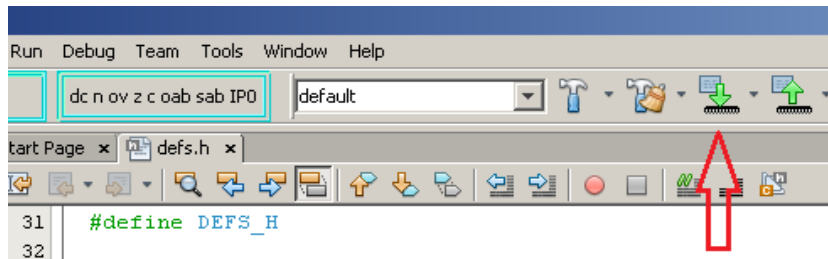 Run Debug Team Tools Window Help
dc n ov z c oab sab IP0 default
tart Page x defs.h x
31 #define DEFS_H
32